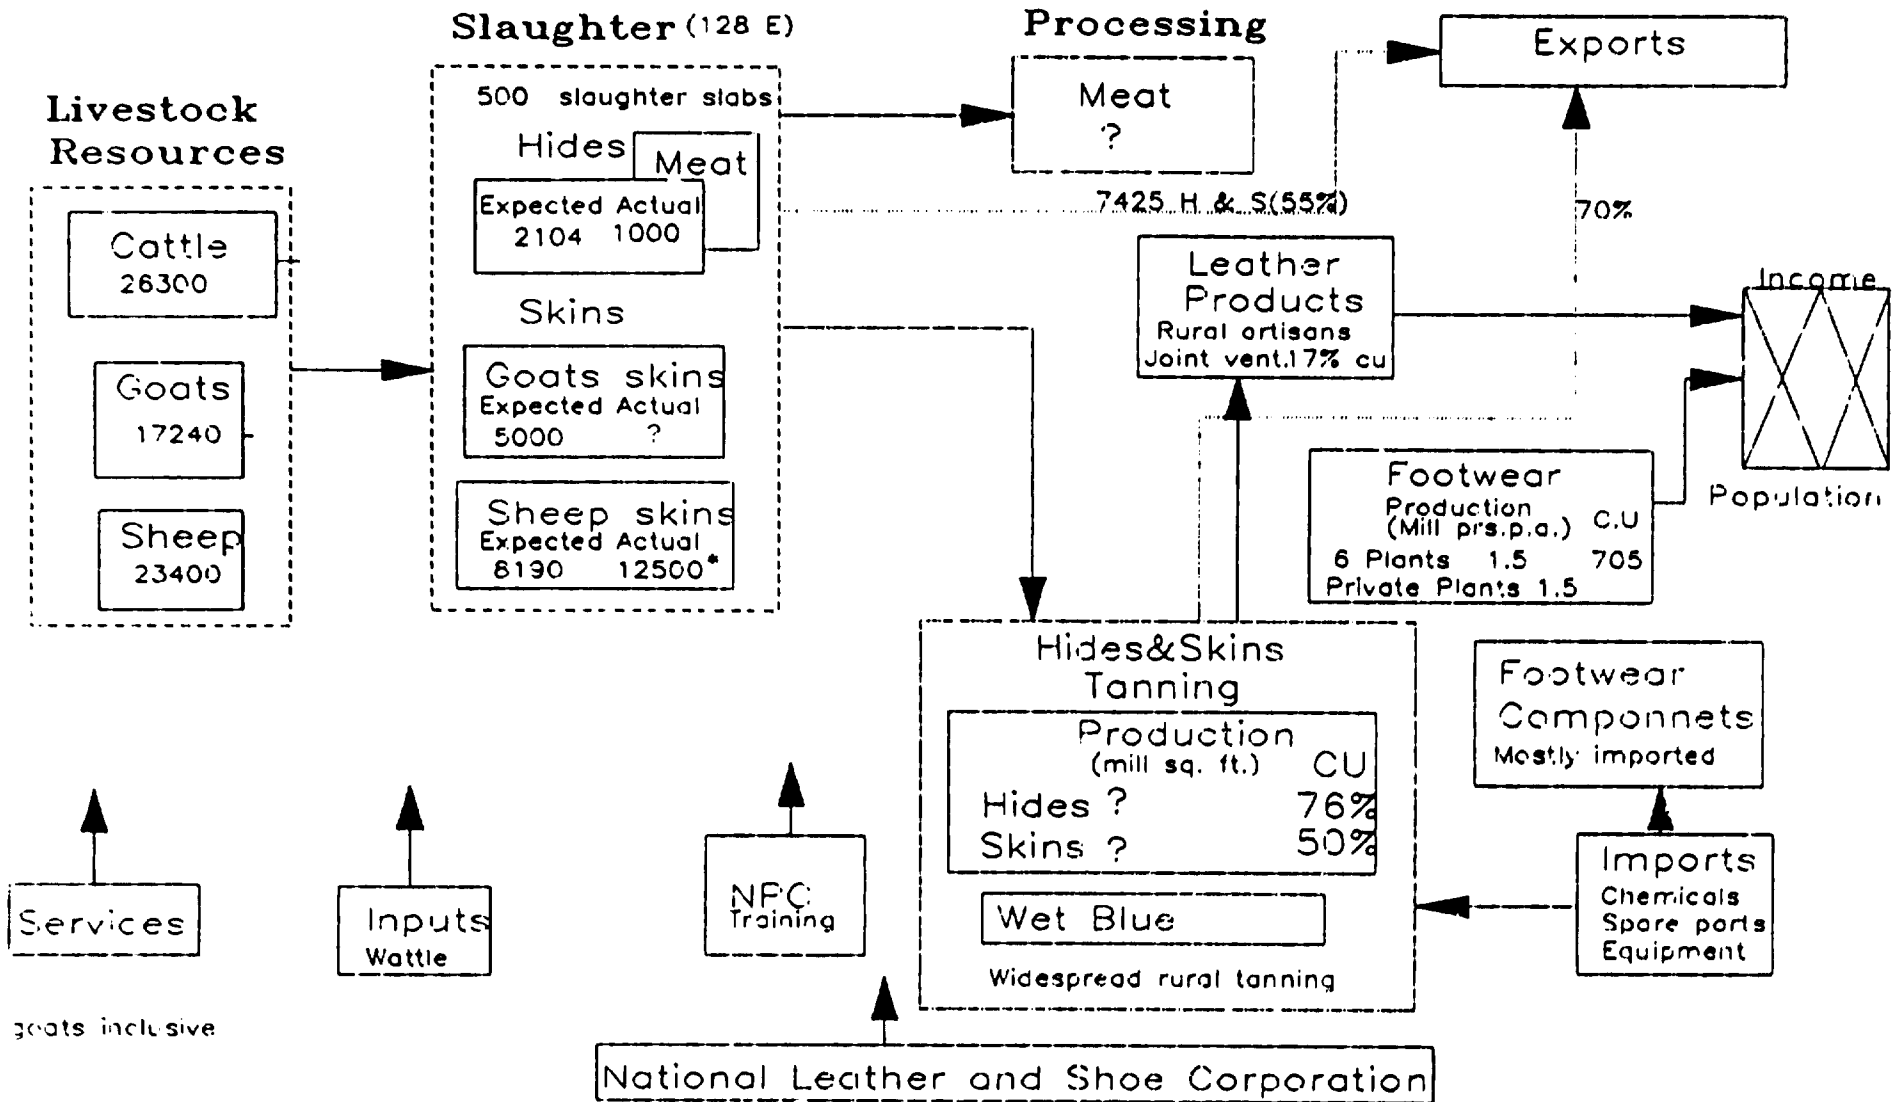 Slaughter (128 E)
Processing
Exports
Livestock
Resources
500 slaughter slabs
Hides
Meat
Expected Actual
2104 1000
Meat
?
7425 H & S(55%)
70%
Cattle
26300
Goats
17240
Sheep
23400
Skins
Goats skins
Expected Actual
5000 ?
Sheep skins
Expected Actual
8190 12500*
Leather
Products
Rural artisans
Joint vent.17% cu
Income
Population
Footwear
Production C.U
(Mill prs.p.a.)
6 Plants 1.5 705
Private Plants 1.5
Hides&Skins
Tanning
Production
(mill sq. ft.) CU
Hides ? 76%
Skins ? 50%
Wet Blue
Widespread rural tanning
Footwear
Componnets
Mostly imported
Imports
Chemicals
Spare parts
Equipment
Services
Inputs
Wattle
Training
goats inclusive
National Leather and Shoe Corporation